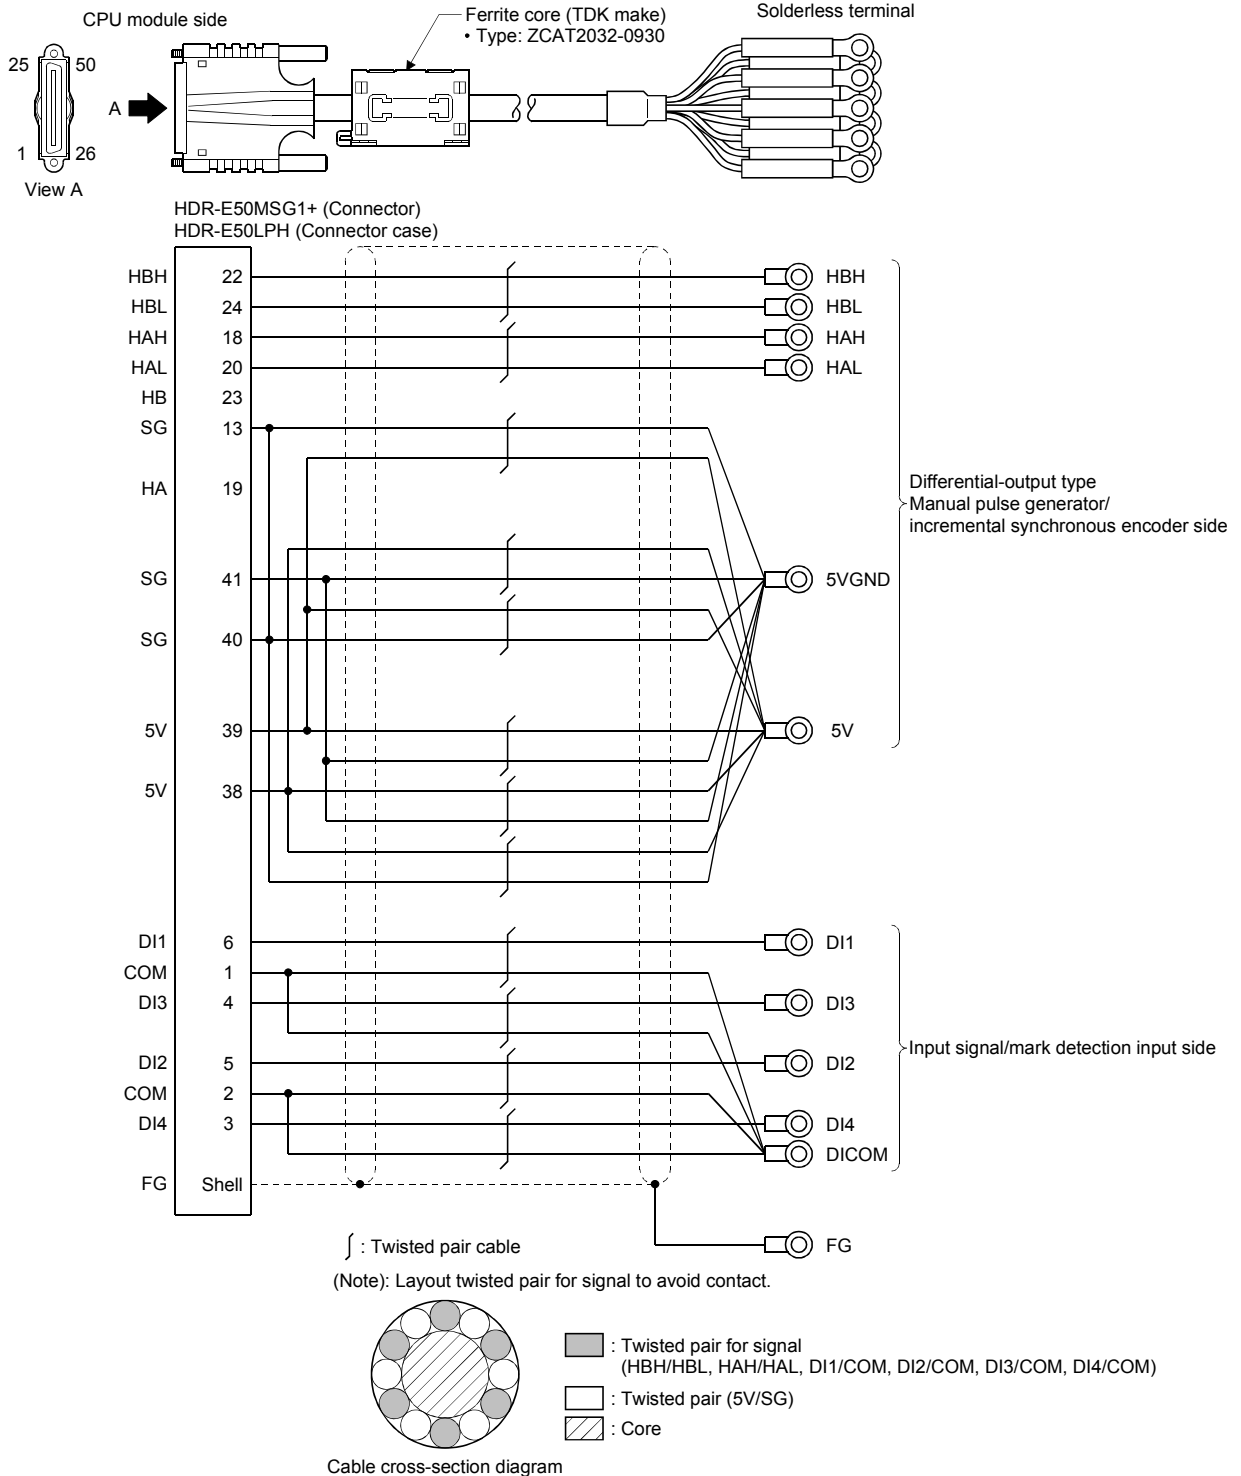 CPU module side
Ferrite core (TDK make)
• Type: ZCAT2032-0930
Solderless terminal
25 50
A
1 26
View A
HDR-E50MSG1+ (Connector)
HDR-E50LPH (Connector case)
HBH 22 HBH
HBL 24 HBL
HAH 18 HAH
HAL 20 HAL
HB 23
SG 13
HA 19
Differential-output type
Manual pulse generator/
incremental synchronous encoder side
SG 41 5VGND
SG 40
5V 39 5V
5V 38
DI1 6 DI1
COM 1
DI3 4 DI3
Input signal/mark detection input side
DI2 5 DI2
COM 2
DI4 3 DI4
DICOM
FG Shell
FG
: Twisted pair cable
(Note): Layout twisted pair for signal to avoid contact.
: Twisted pair for signal
(HBH/HBL, HAH/HAL, DI1/COM, DI2/COM, DI3/COM, DI4/COM)
: Twisted pair (5V/SG)
: Core
Cable cross-section diagram